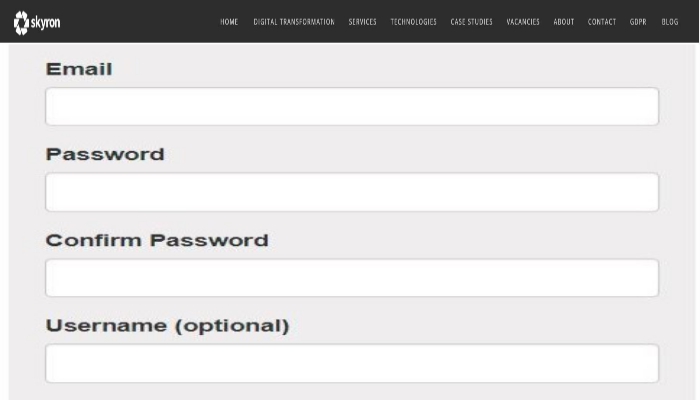 skyron
HOME DIGITAL TRANSFORMATION SERVICES TECHNOLOGIES CASE STUDIES VACANCIES ABOUT CONTACT GDPR BLOG
Email
Password
Confirm Password
Username (optional)